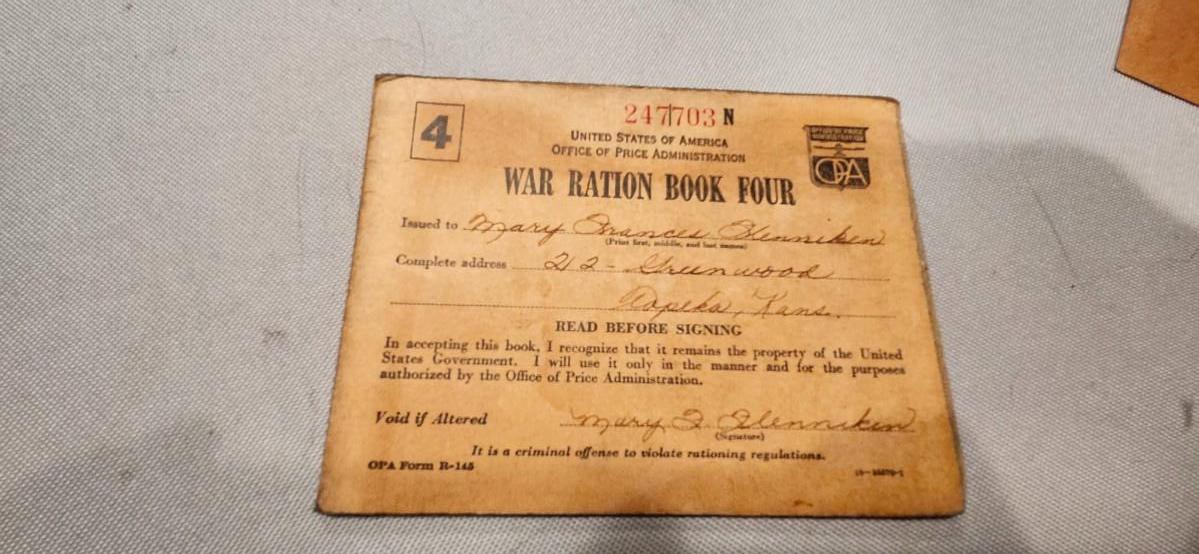 4
247703 N
UNITED STATES OF AMERICA
OFFICE OF PRICE ADMINISTRATION
OFFICE OF PRICE
ADMINISTRATION
OPA
WAR RATION BOOK FOUR
Issued to Mary Frances Glenniken
(Print first, middle, and last names)
Complete address 212 - Greenwood
Topeka, Kans.
READ BEFORE SIGNING
In accepting this book, I recognize that it remains the property of the United
States Government. I will use it only in the manner and for the purposes
authorized by the Office of Price Administration.
Void if Altered Mary F. Glenniken
(Signature)
It is a criminal offense to violate rationing regulations.
OPA Form R-145